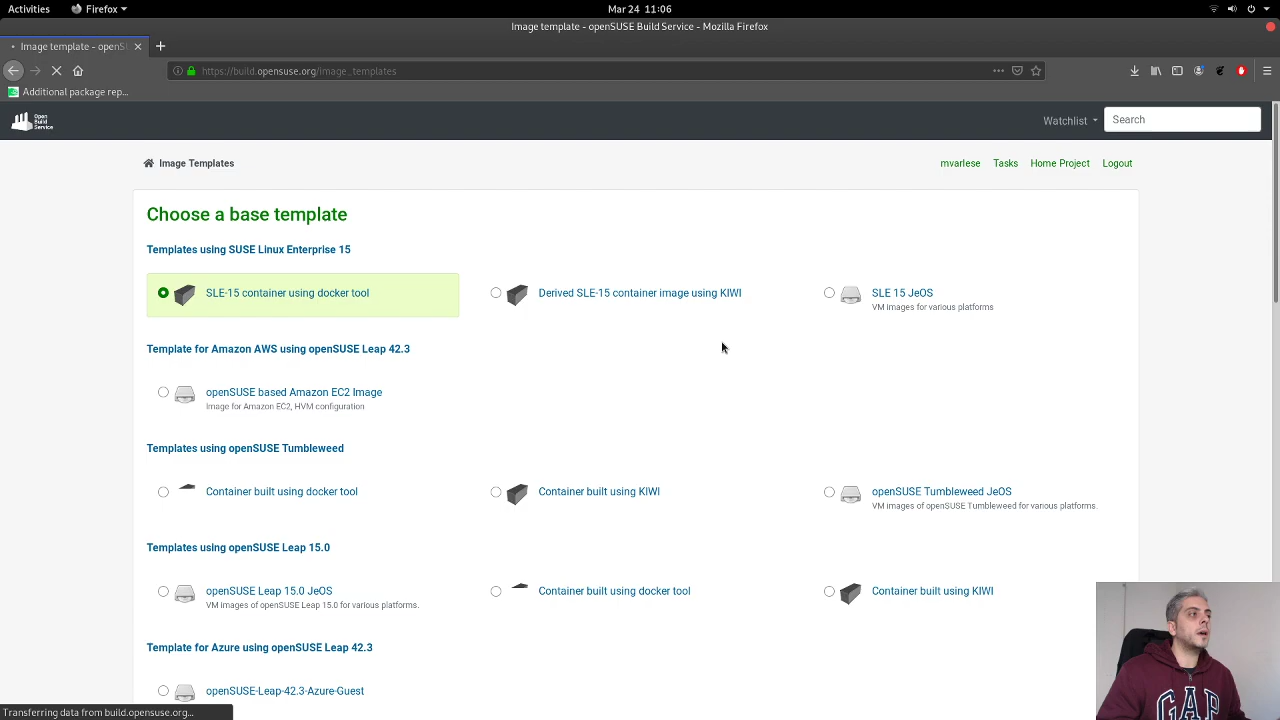 Activities
Firefox
Mar 24 11:06
Image template - openSUSE Build Service - Mozilla Firefox
Image template - openS
https://build.opensuse.org/image_templates
Additional package rep...
Open Build Service
Watchlist
Search
Image Templates
mvarlese Tasks Home Project Logout
Choose a base template
Templates using SUSE Linux Enterprise 15
SLE-15 container using docker tool
Derived SLE-15 container image using KIWI
SLE 15 JeOS
VM images for various platforms
Template for Amazon AWS using openSUSE Leap 42.3
openSUSE based Amazon EC2 Image
Image for Amazon EC2, HVM configuration
Templates using openSUSE Tumbleweed
Container built using docker tool
Container built using KIWI
openSUSE Tumbleweed JeOS
VM images of openSUSE Tumbleweed for various platforms.
Templates using openSUSE Leap 15.0
openSUSE Leap 15.0 JeOS
VM images of openSUSE Leap 15.0 for various platforms.
Container built using docker tool
Container built using KIWI
Template for Azure using openSUSE Leap 42.3
openSUSE-Leap-42.3-Azure-Guest
Transferring data from build.opensuse.org...
GAP